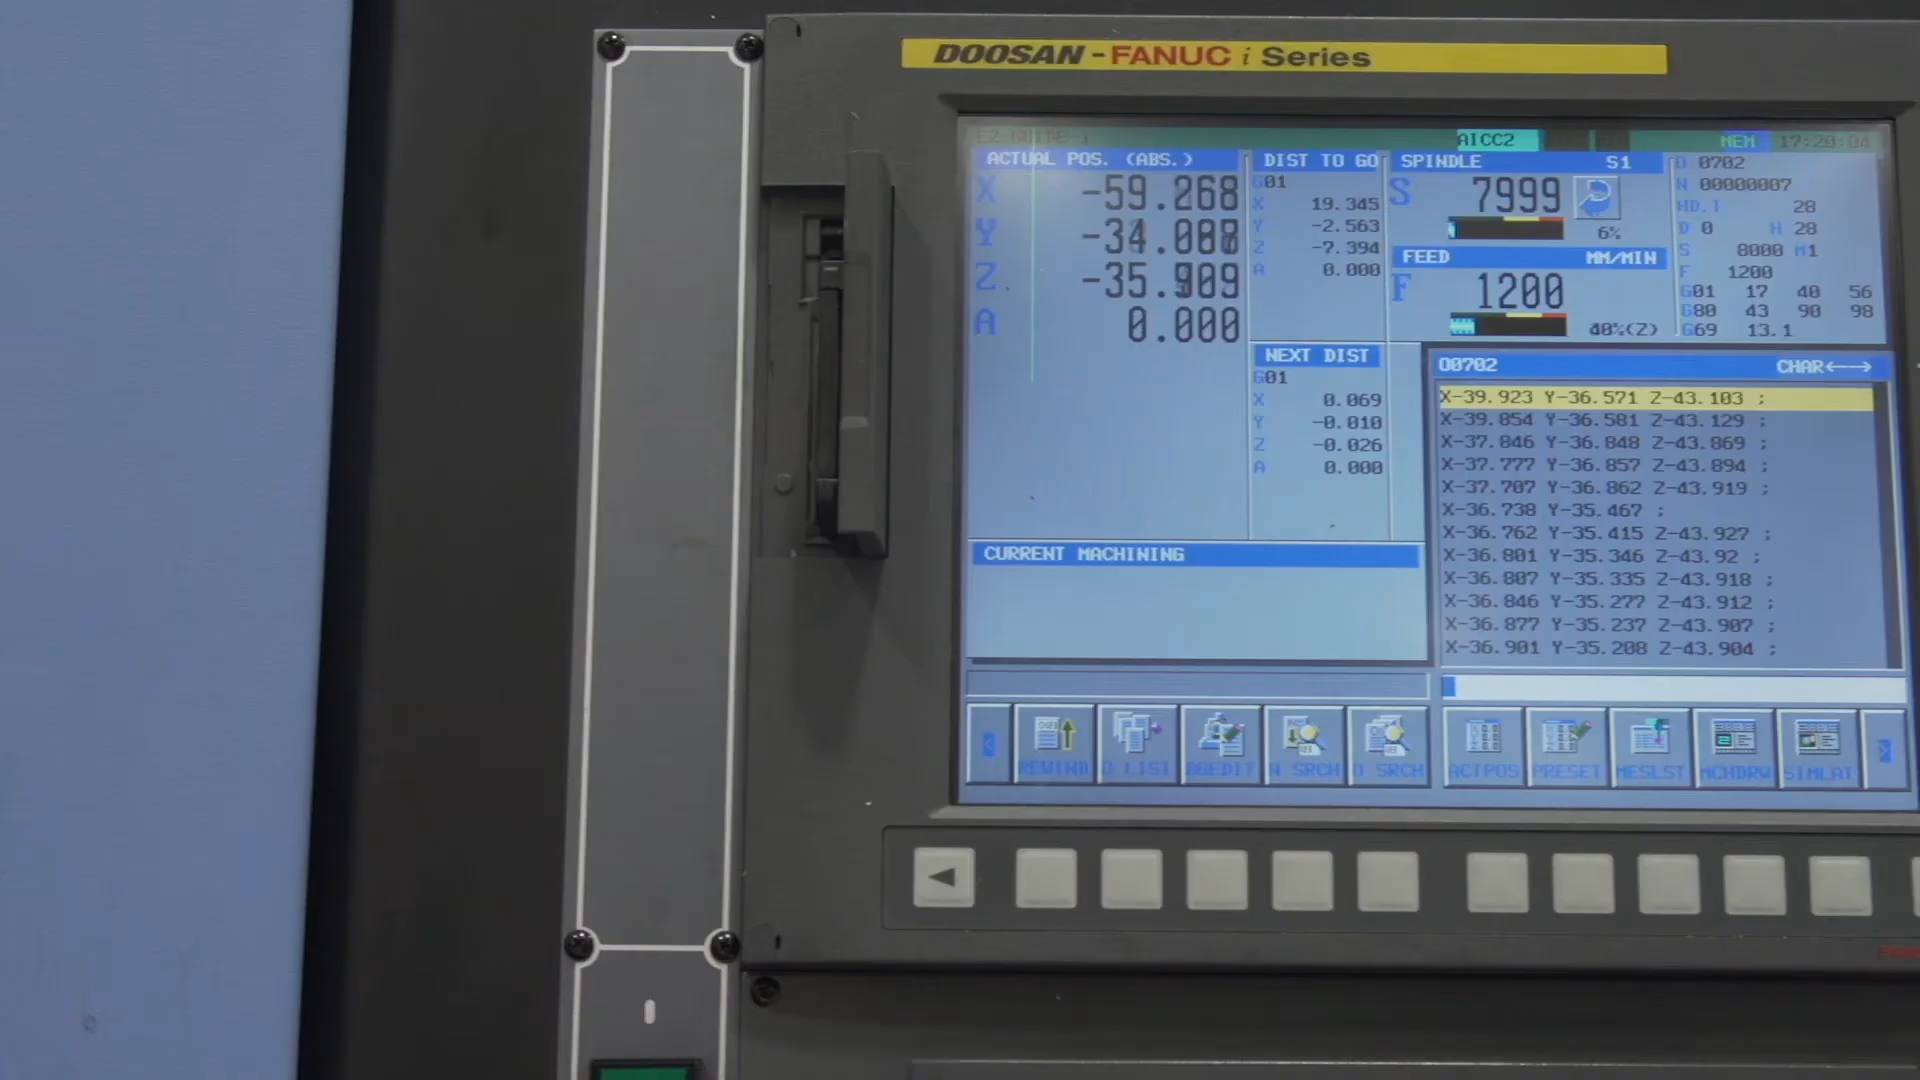 DOOSAN -FANUC i Series
AICC2 MEM 17:20:04
ACTUAL POS. (ABS.)
X -59.268
Y
Z -35.909
A 0.000
DIST TO GO
G01
X 19.345
Y -2.563
Z -7.394
A 0.000
NEXT DIST
G01
X 0.069
Y -0.010
Z -0.026
A 0.000
SPINDLE S1
S 7999
6%
FEED MM/MIN
F 1200
40%(Z)
O 0702
N 00000007
HD.T 28
D 0 H 28
S 8000 M1
F 1200
G01 17 40 56
G80 43 90 98
G69 13.1
O0702 CHAR←→
X-39.923 Y-36.571 Z-43.103 ;
X-39.854 Y-36.581 Z-43.129 ;
X-37.846 Y-36.848 Z-43.869 ;
X-37.777 Y-36.857 Z-43.894 ;
X-37.707 Y-36.862 Z-43.919 ;
X-36.738 Y-35.467 ;
X-36.762 Y-35.415 Z-43.927 ;
X-36.801 Y-35.346 Z-43.92 ;
X-36.807 Y-35.335 Z-43.918 ;
X-36.846 Y-35.277 Z-43.912 ;
X-36.877 Y-35.237 Z-43.907 ;
X-36.901 Y-35.208 Z-43.904 ;
CURRENT MACHINING
REWIND O LIST BGEDIT N SRCH O SRCH ACTPOS PRESET MESLST MCHDRW SIMLAT